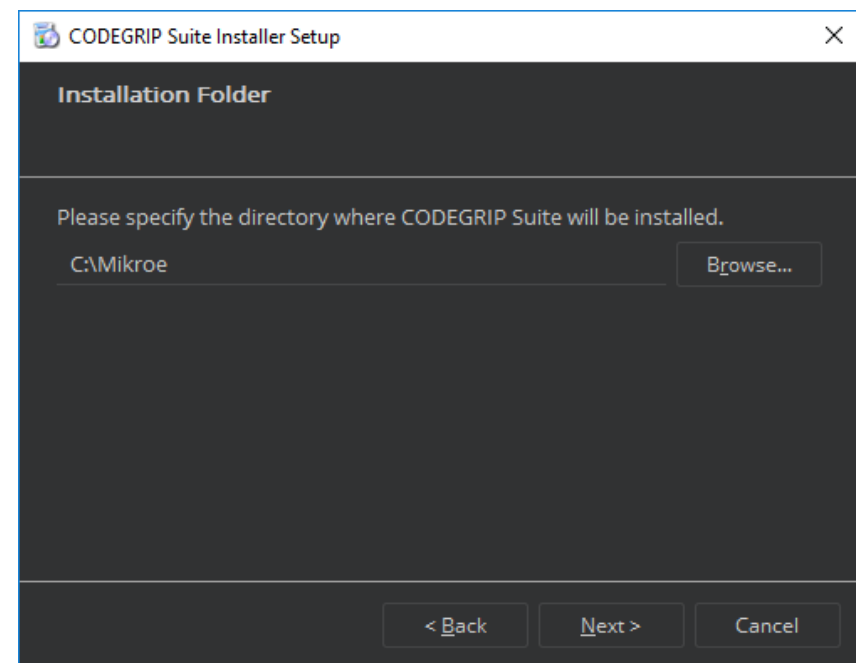 CODEGRIP Suite Installer Setup
Installation Folder
Please specify the directory where CODEGRIP Suite will be installed.
C:\Mikroe
Browse...
< Back
Next >
Cancel